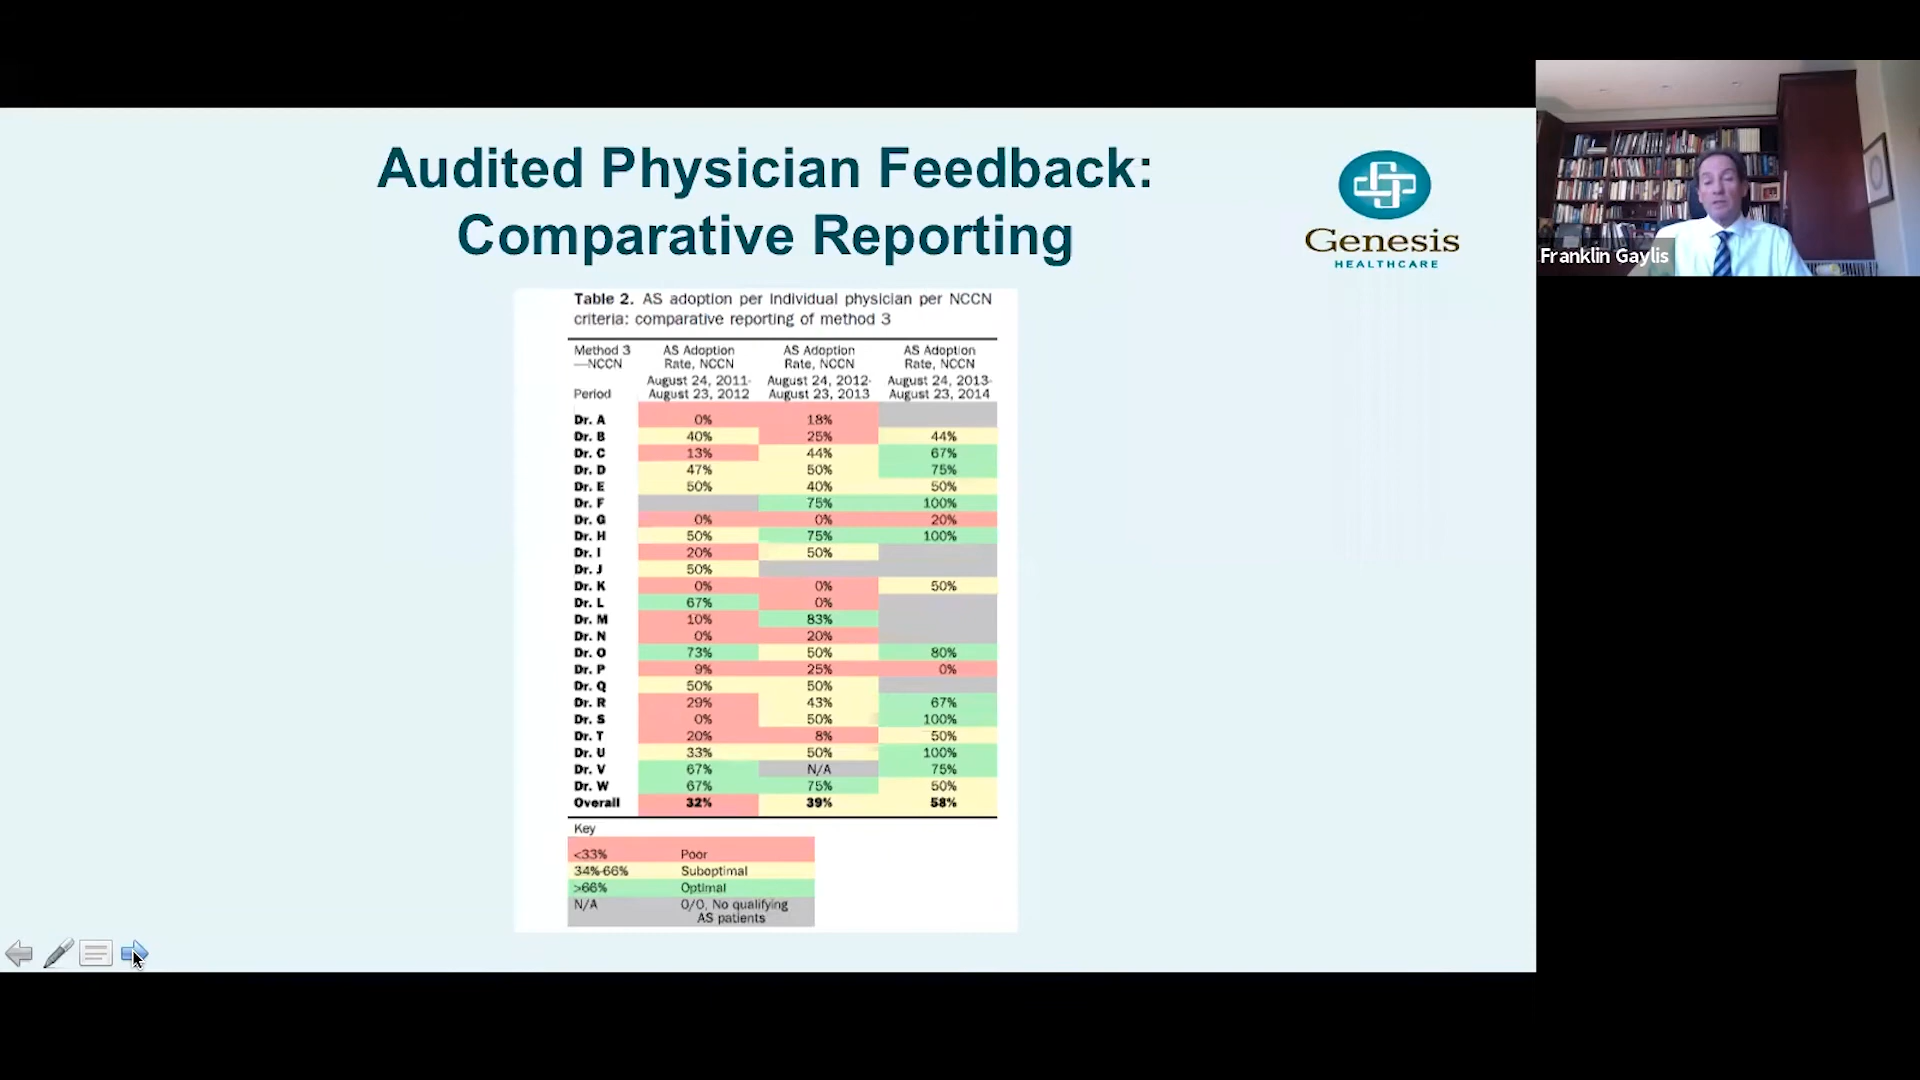 Audited Physician Feedback:
Comparative Reporting
Genesis
HEALTHCARE
Franklin Gaylis
Table 2. AS adoption per individual physician per NCCN
criteria: comparative reporting of method 3
Method 3 AS Adoption AS Adoption AS Adoption
—NCCN Rate, NCCN Rate, NCCN Rate, NCCN
August 24, 2011- August 24, 2012- August 24, 2013-
Period August 23, 2012 August 23, 2013 August 23, 2014
Dr. A 0% 18%
Dr. B 40% 25% 44%
Dr. C 13% 44% 67%
Dr. D 47% 50% 75%
Dr. E 50% 40% 50%
Dr. F 75% 100%
Dr. G 0% 0% 20%
Dr. H 50% 75% 100%
Dr. I 20% 50%
Dr. J 50%
Dr. K 0% 0% 50%
Dr. L 67% 0%
Dr. M 10% 83%
Dr. N 0% 20%
Dr. O 73% 50% 80%
Dr. P 9% 25% 0%
Dr. Q 50% 50%
Dr. R 29% 43% 67%
Dr. S 0% 50% 100%
Dr. T 20% 8% 50%
Dr. U 33% 50% 100%
Dr. V 67% N/A 75%
Dr. W 67% 75% 50%
Overall 32% 39% 58%
Key
<33% Poor
34%-66% Suboptimal
>66% Optimal
N/A 0/0, No qualifying
AS patients